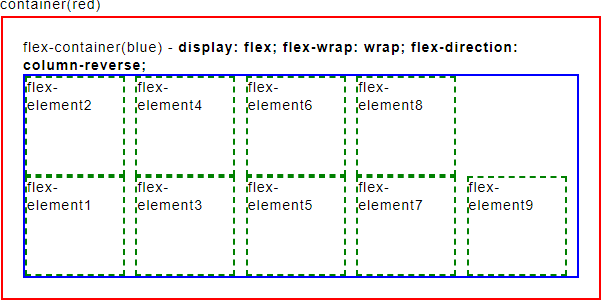 container(red)
flex-container(blue) - display: flex; flex-wrap: wrap; flex-direction:
column-reverse;
flex-
element2
flex-
element4
flex-
element6
flex-
element8
flex-
element1
flex-
element3
flex-
element5
flex-
element7
flex-
element9